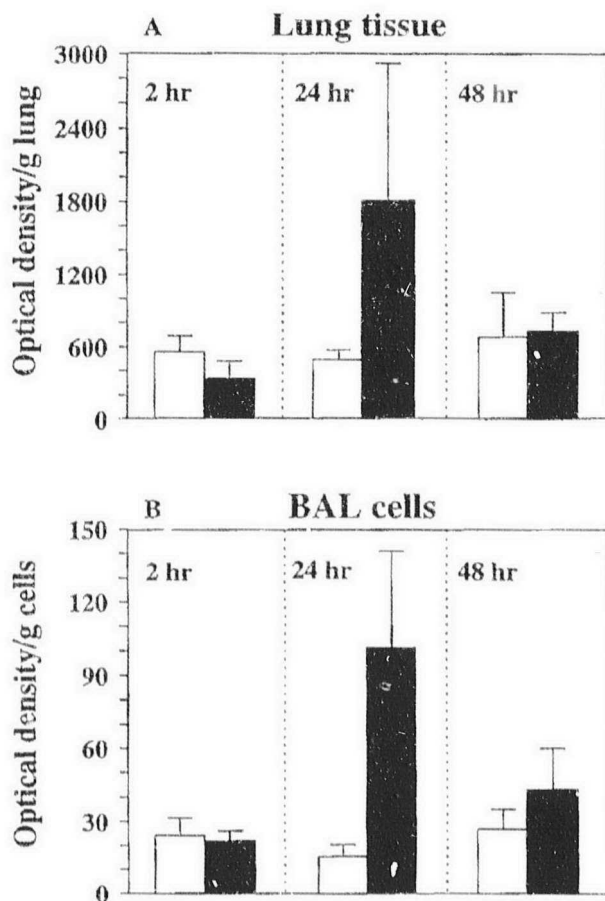 A Lung tissue
Optical density/g lung
3000
2400
1800
1200
600
0
2 hr
24 hr
48 hr
B BAL cells
Optical density/g cells
150
120
90
60
30
0
2 hr
24 hr
48 hr